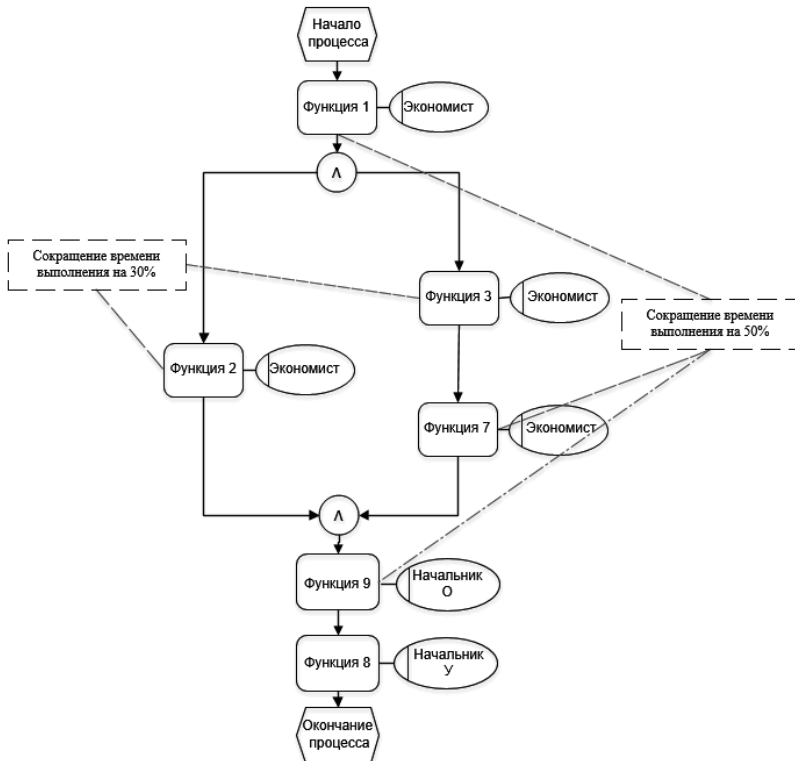 Начало
процесса
Функция 1
Экономист
Λ
Сокращение времени
выполнения на 30%
Функция 3
Экономист
Сокращение времени
выполнения на 50%
Функция 2
Экономист
Функция 7
Экономист
Λ
Функция 9
Начальник
О
Функция 8
Начальник
У
Окончание
процесса